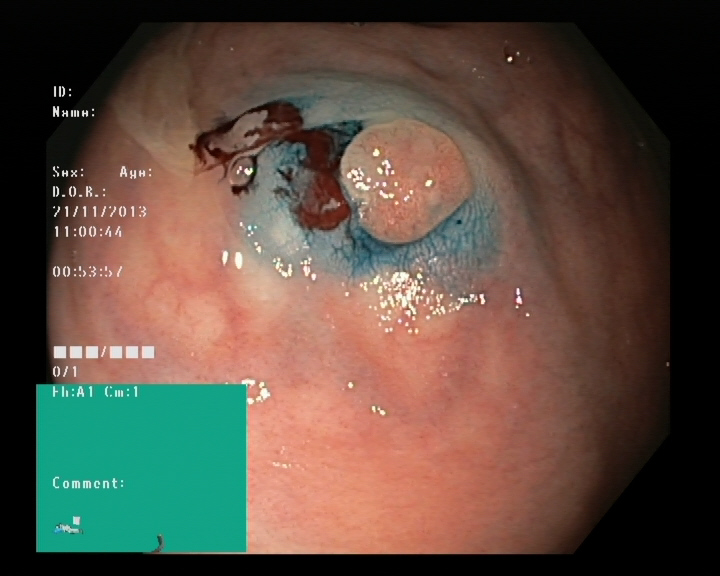 ID:
Name:
Sex: Age:
D.O.B.:
21/11/2013
11:00:44
00:53:57
■■■/■■■
0/1
Eh:A1 Cm:1
Comment: